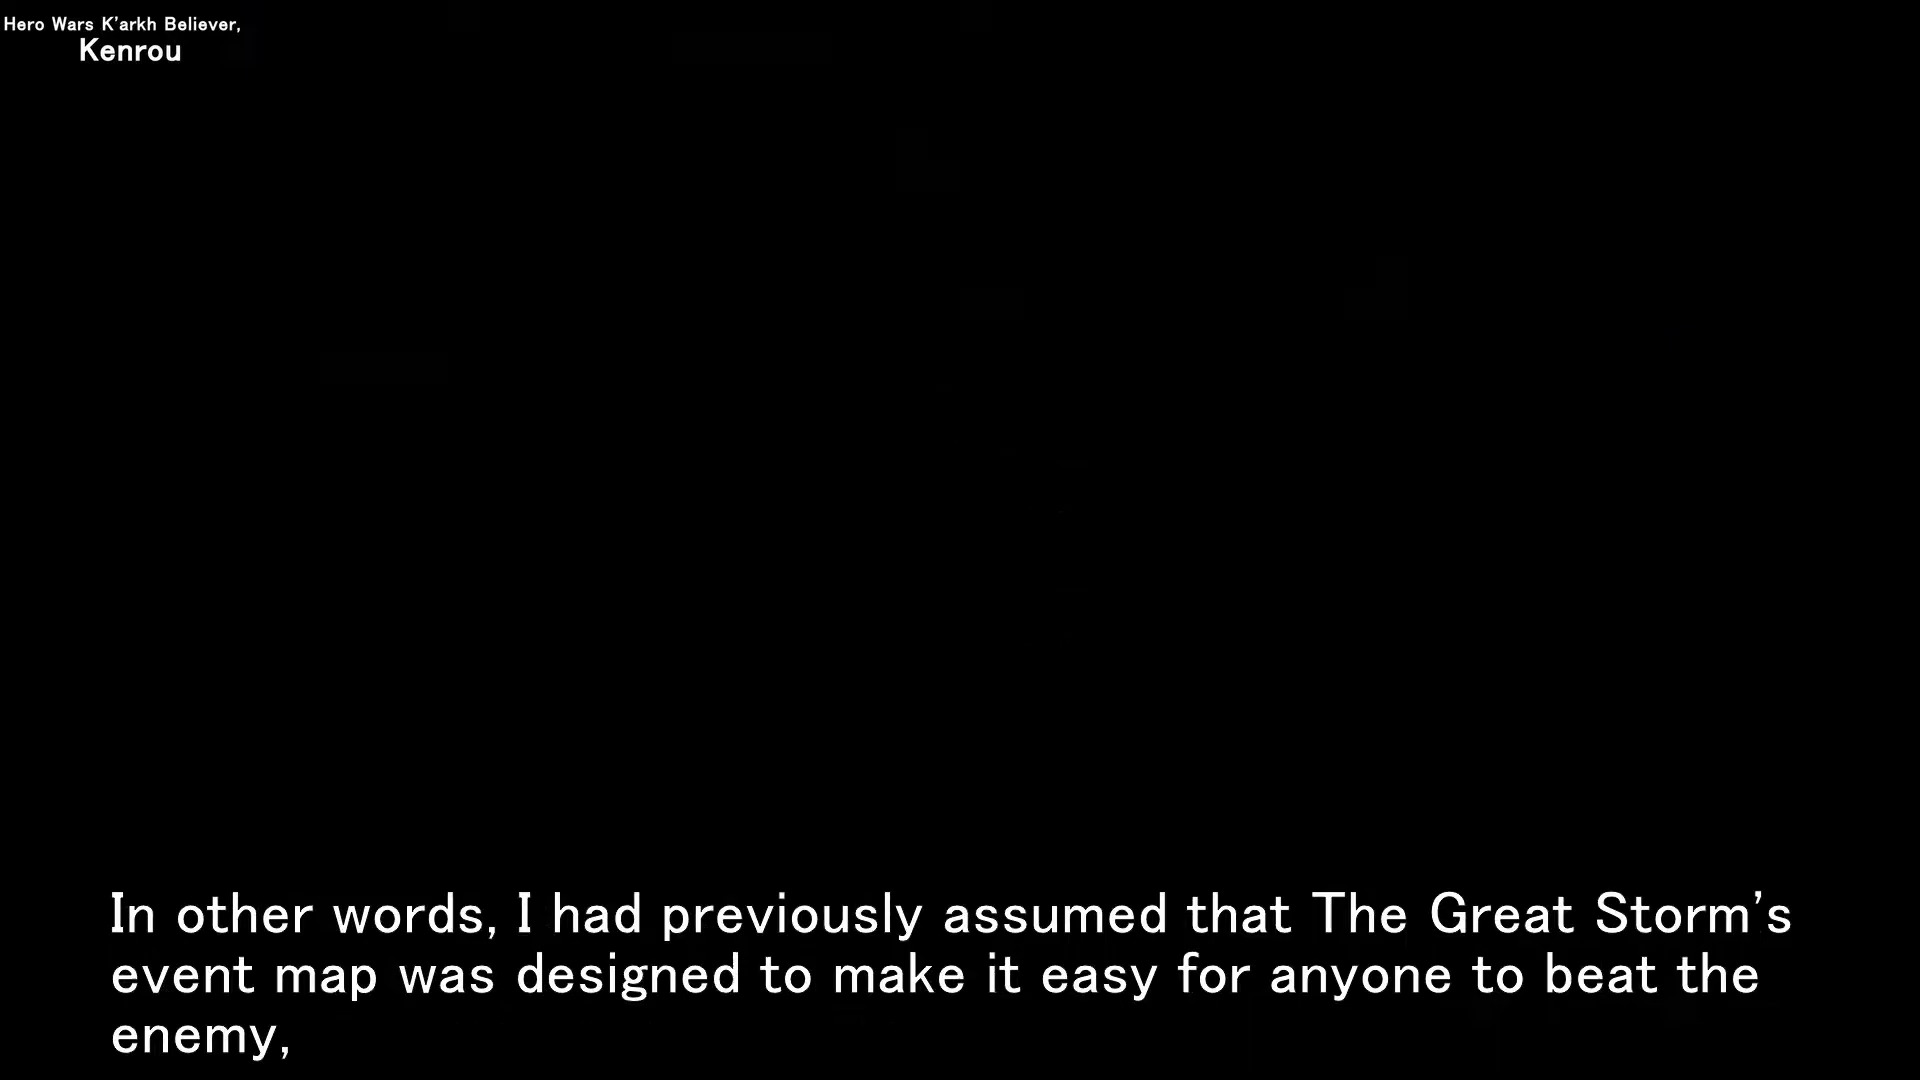 Hero Wars K'arkh Believer,
Kenrou
In other words, I had previously assumed that The Great Storm's
event map was designed to make it easy for anyone to beat the
enemy,